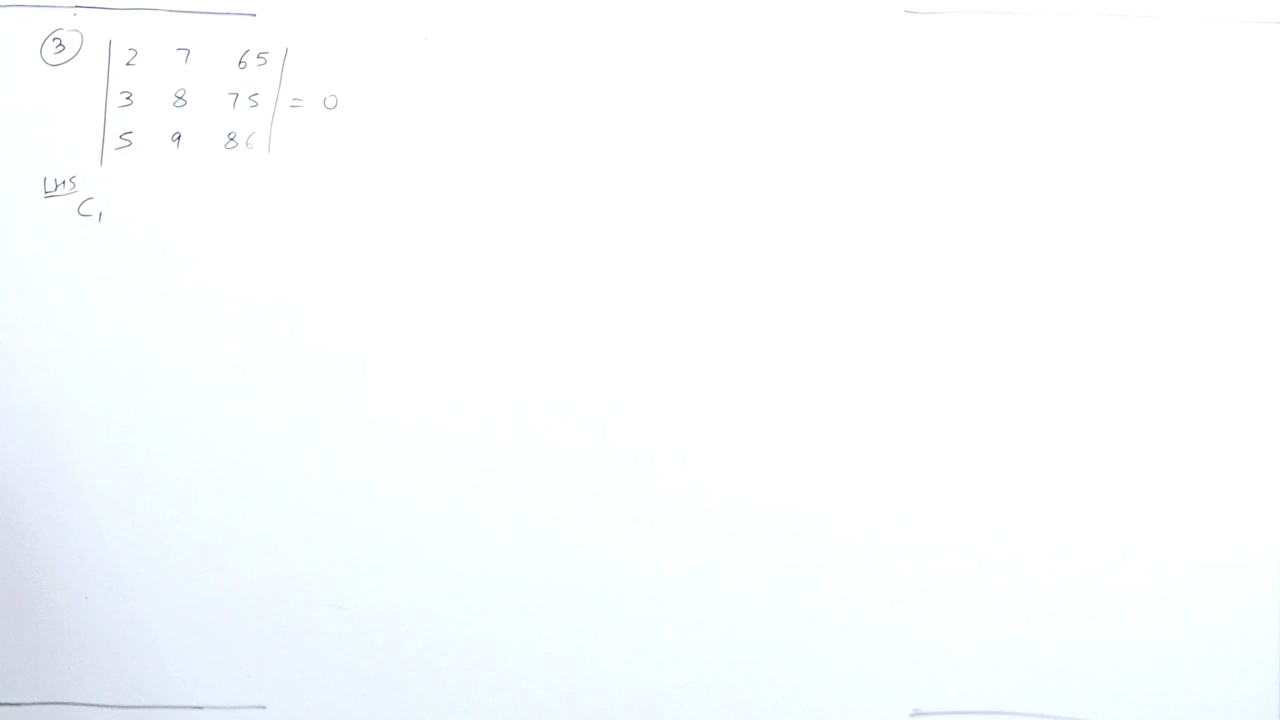 ③ | 2 7 65 |
| 3 8 75 | = 0
| 5 9 86 |
LHS
C₁